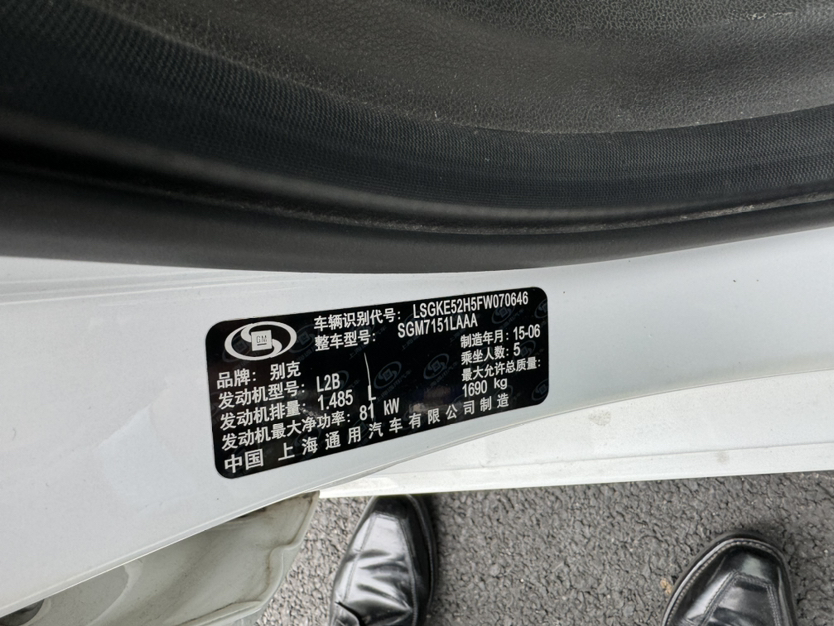 车辆识别代号: LSGKE52H5FW070646
整车型号: SGM7151LAAA
GM
品牌: 别克
制造年月: 15-06
发动机型号: L2B
乘坐人数: 5
发动机排量: 1.485 L
最大允许总质量: 1690 kg
发动机最大净功率: 81 kW
中国 上海通用汽车有限公司制造